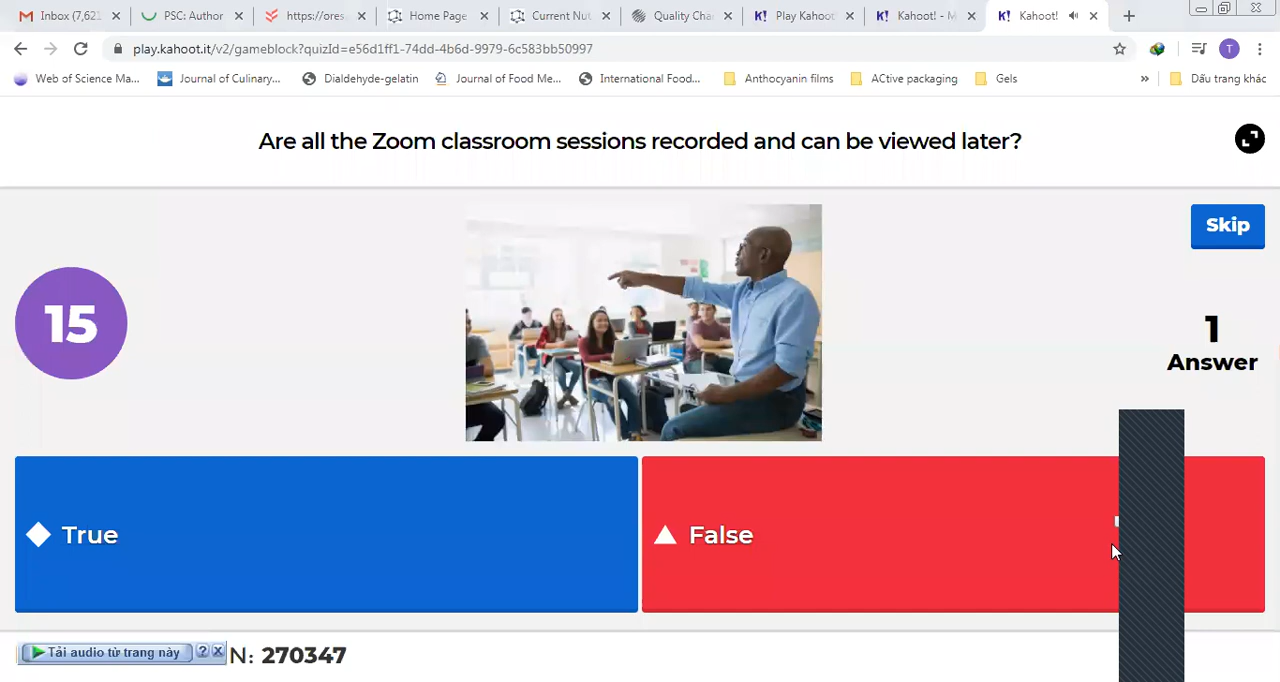 Inbox (7,621
PSC: Author
https://ores.
Home Page
Current Nut
Quality Cha
Play Kahoot
Kahoot! - M
Kahoot!
play.kahoot.it/v2/gameblock?quizId=e56d1ff1-74dd-4b6d-9979-6c583bb50997
T
Web of Science Ma...
Journal of Culinary...
Dialdehyde-gelatin
Journal of Food Me...
International Food...
Anthocyanin films
ACtive packaging
Gels
»
Dấu trang khác
Are all the Zoom classroom sessions recorded and can be viewed later?
Skip
15
1
Answer
True
False
Tải audio từ trang này
N: 270347